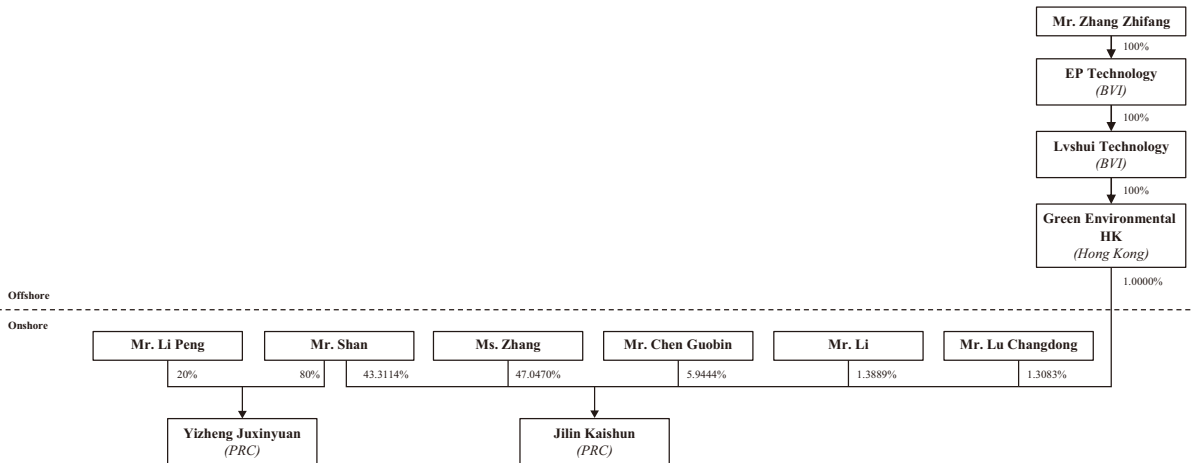 Mr. Zhang Zhifang
100%
EP Technology
(BVI)
100%
Lvshui Technology
(BVI)
100%
Green Environmental
HK
(Hong Kong)
1.0000%
Offshore
Onshore
Mr. Li Peng
Mr. Shan
Ms. Zhang
Mr. Chen Guobin
Mr. Li
Mr. Lu Changdong
20%
80%
43.3114%
47.0470%
5.9444%
1.3889%
1.3083%
Yizheng Juxinyuan
(PRC)
Jilin Kaishun
(PRC)